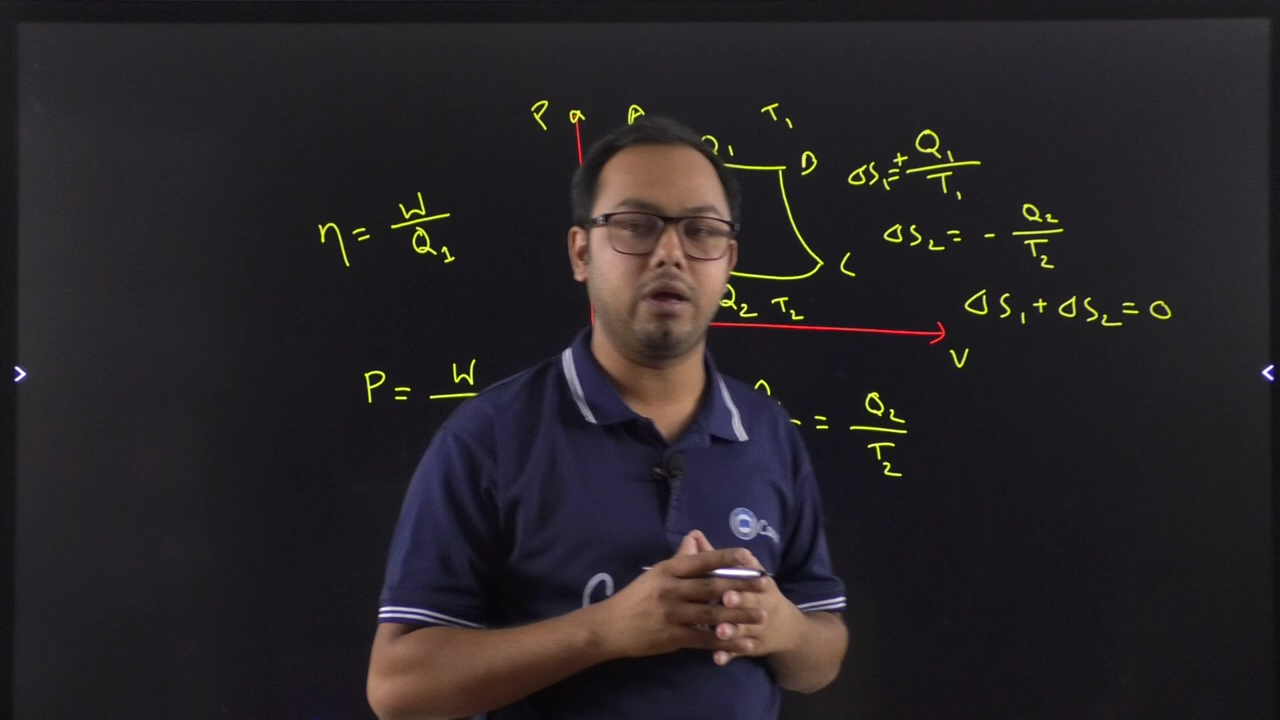 P A T₁
Q₁ B
ΔS₁ = + Q₁/T₁
η = W/Q₁
ΔS₂ = - Q₂/T₂
C
Q₂ T₂
ΔS₁ + ΔS₂ = 0
V
P = W
= Q₂/T₂